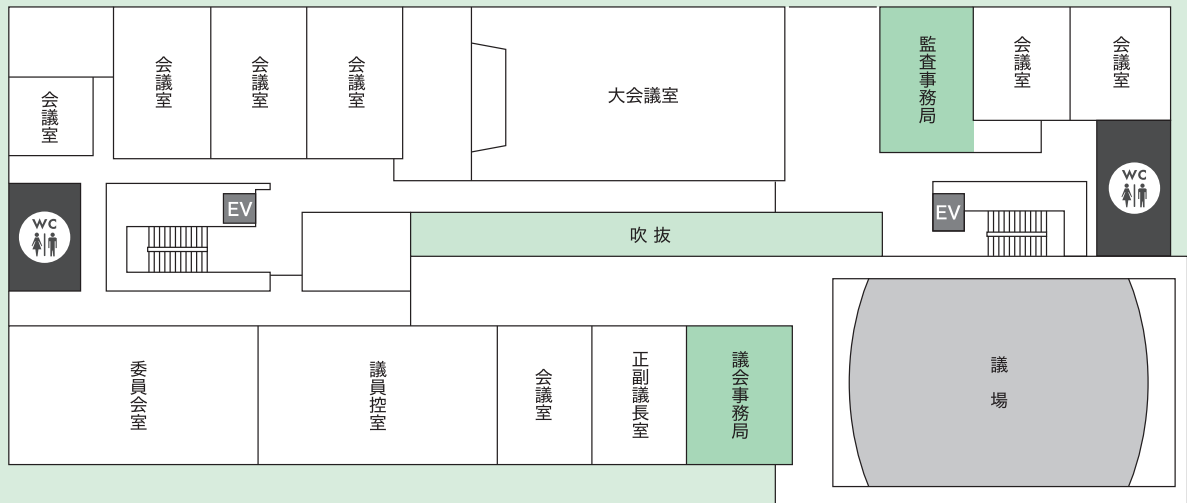 会議室
会議室
会議室
会議室
大会議室
監査事務局
会議室
会議室
WC
EV
吹抜
EV
WC
委員会室
議員控室
会議室
正副議長室
議会事務局
議場